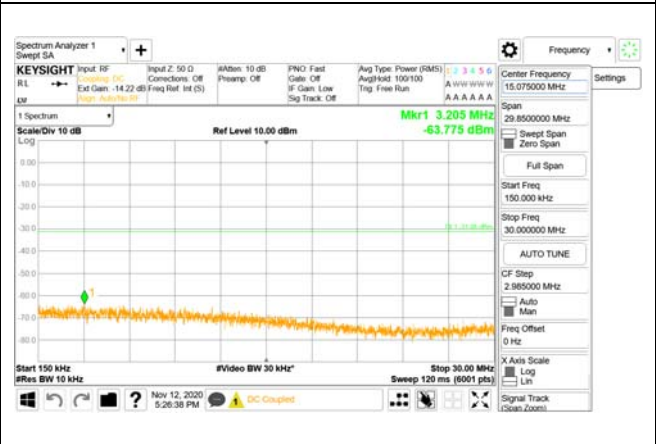 Spectrum Analyzer 1
Swept SA
+
Frequency
KEYSIGHT
RL
Input: RF
Coupling: DC
Ext Gain: -14.22 dB
Align: Auto/No RF
Input Z: 50 Ω
Corrections: Off
Freq Ref: Int (S)
#Atten: 10 dB
Preamp: Off
PNO: Fast
Gate: Off
IF Gain: Low
Sig Track: Off
Avg Type: Power (RMS)
Avg|Hold: 100/100
Trig: Free Run
1 2 3 4 5 6
A W W W W W
A A A A A A
Center Frequency
15.075000 MHz
Settings
1 Spectrum
Mkr1 3.205 MHz
Scale/Div 10 dB
Ref Level 10.00 dBm
-63.775 dBm
Log
Span
29.8500000 MHz
Swept Span
Zero Span
Full Span
Start Freq
150.000 kHz
Stop Freq
30.000000 MHz
AUTO TUNE
CF Step
2.985000 MHz
Auto
Man
Freq Offset
0 Hz
X Axis Scale
Log
Lin
Signal Track
(Span Zoom)
0.00
-10.0
-20.0
-30.0
-40.0
-50.0
-60.0
-70.0
-80.0
1
Start 150 kHz
#Video BW 30 kHz*
Stop 30.00 MHz
#Res BW 10 kHz
Sweep 120 ms (6001 pts)
?
Nov 12, 2020
5:26:38 PM
1
DC Coupled